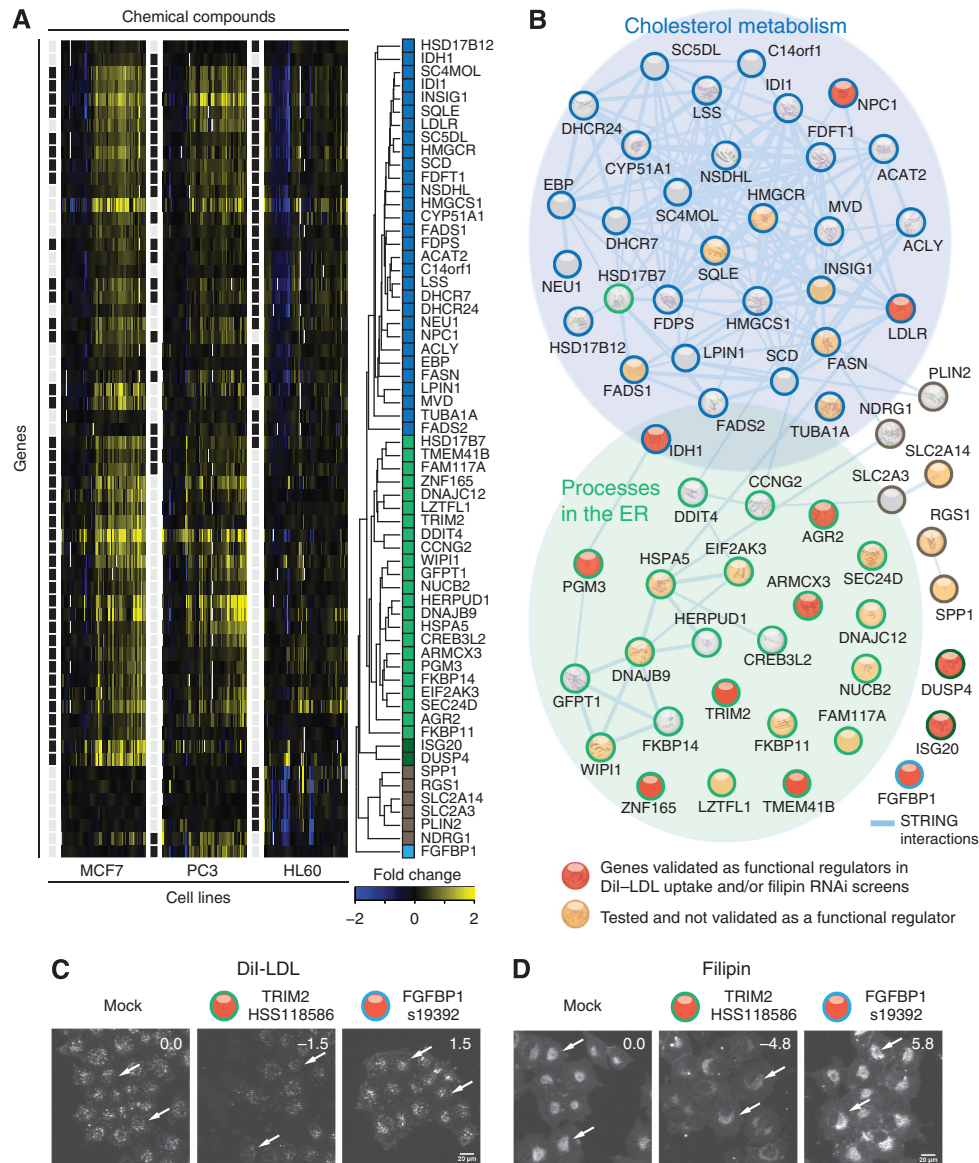 A
Chemical compounds
Genes
HSD17B12
IDH1
SC4MOL
IDI1
INSIG1
SQLE
LDLR
SC5DL
HMGCR
SCD
FDFT1
NSDHL
HMGCS1
CYP51A1
FADS1
FDPS
ACAT2
C14orf1
LSS
DHCR7
DHCR24
NEU1
NPC1
ACLY
EBP
FASN
LPIN1
MVD
TUBA1A
FADS2
HSD17B7
TMEM41B
FAM117A
ZNF165
DNAJC12
LZTFL1
TRIM2
DDIT4
CCNG2
WIPI1
GFPT1
NUCB2
HERPUD1
DNAJB9
HSPA5
CREB3L2
ARMCX3
PGM3
FKBP14
EIF2AK3
SEC24D
AGR2
FKBP11
ISG20
DUSP4
SPP1
RGS1
SLC2A14
SLC2A3
PLIN2
NDRG1
FGFBP1
MCF7 PC3 HL60
Cell lines
Fold change
−2 0 2
B
Cholesterol metabolism
SC5DL
C14orf1
IDI1
NPC1
DHCR24
LSS
FDFT1
CYP51A1
NSDHL
ACAT2
EBP
SC4MOL
HMGCR
MVD
DHCR7
ACLY
NEU1
SQLE
INSIG1
HSD17B7
FDPS
HMGCS1
LDLR
HSD17B12
LPIN1
SCD
FASN
PLIN2
FADS1
NDRG1
FADS2
TUBA1A
SLC2A14
IDH1
SLC2A3
Processes
in the ER
CCNG2
DDIT4
AGR2
RGS1
HSPA5
EIF2AK3
SEC24D
PGM3
ARMCX3
SPP1
HERPUD1
DNAJC12
DNAJB9
CREB3L2
NUCB2
GFPT1
DUSP4
TRIM2
FAM117A
FKBP14
FKBP11
ISG20
WIPI1
FGFBP1
ZNF165
LZTFL1
TMEM41B
STRING
interactions
Genes validated as functional regulators in
Dil–LDL uptake and/or filipin RNAi screens
Tested and not validated as a functional regulator
C
Dil-LDL
Mock
TRIM2
HSS118586
FGFBP1
s19392
0.0
−1.5
1.5
20 µm
D
Filipin
Mock
TRIM2
HSS118586
FGFBP1
s19392
0.0
−4.8
5.8
20 µm